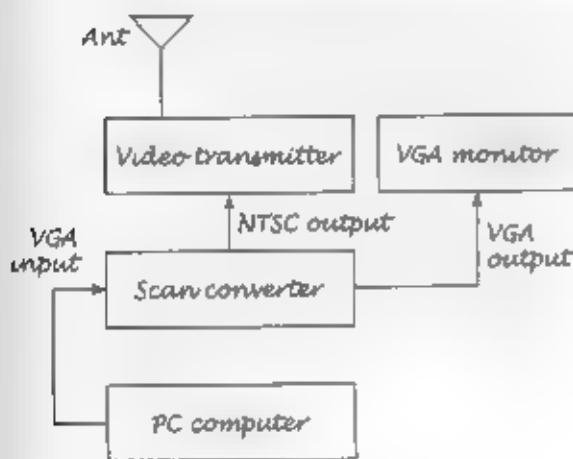 Ant
Video transmitter
VGA monitor
NTSC output
VGA
input
VGA
output
Scan converter
PC computer